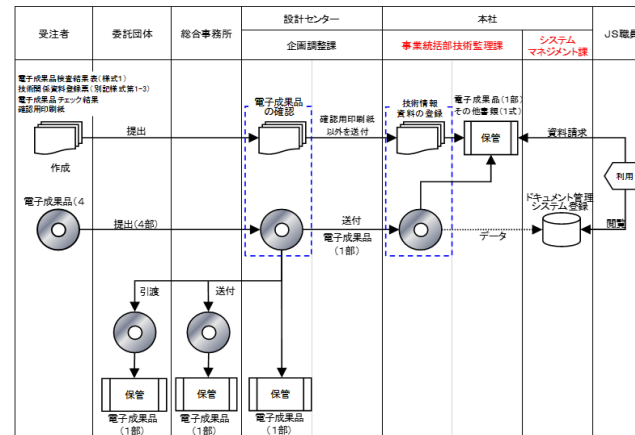 受注者
委託団体
総合事務所
設計センター
企画調整課
本社
事業統括部技術監理課
システム
マネジメント課
JS職員
電子成果品検査結果表(様式1)
技術関係資料登録票(別記様式第1-3)
電子成果品チェック結果
確認用印刷紙
作成
提出
電子成果品
の確認
確認用印刷紙
以外を送付
技術情報
資料の登録
電子成果品(1部)
その他書類(1式)
保管
資料請求
利用
電子成果品(4
提出(4部)
送付
電子成果品
(1部)
データ
ドキュメント管理
システム登録
閲覧
引渡
送付
保管
電子成果品
(1部)
保管
電子成果品
(1部)
保管
電子成果品
(1部)